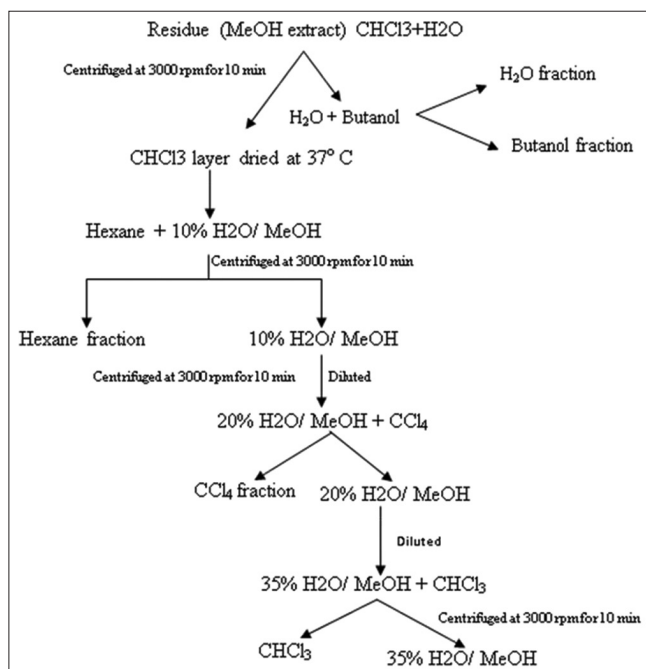 Residue (MeOH extract) CHCl3+H2O
Centrifuged at 3000 rpm for 10 min
H₂O fraction
H₂O + Butanol
Butanol fraction
CHCl3 layer dried at 37° C
Hexane + 10% H2O/ MeOH
Centrifuged at 3000 rpm for 10 min
Hexane fraction
10% H2O/ MeOH
Centrifuged at 3000 rpm for 10 min
Diluted
20% H2O/ MeOH + CCl₄
CCl₄ fraction
20% H2O/ MeOH
Diluted
35% H2O/ MeOH + CHCl₃
Centrifuged at 3000 rpm for 10 min
CHCl₃
35% H2O/ MeOH